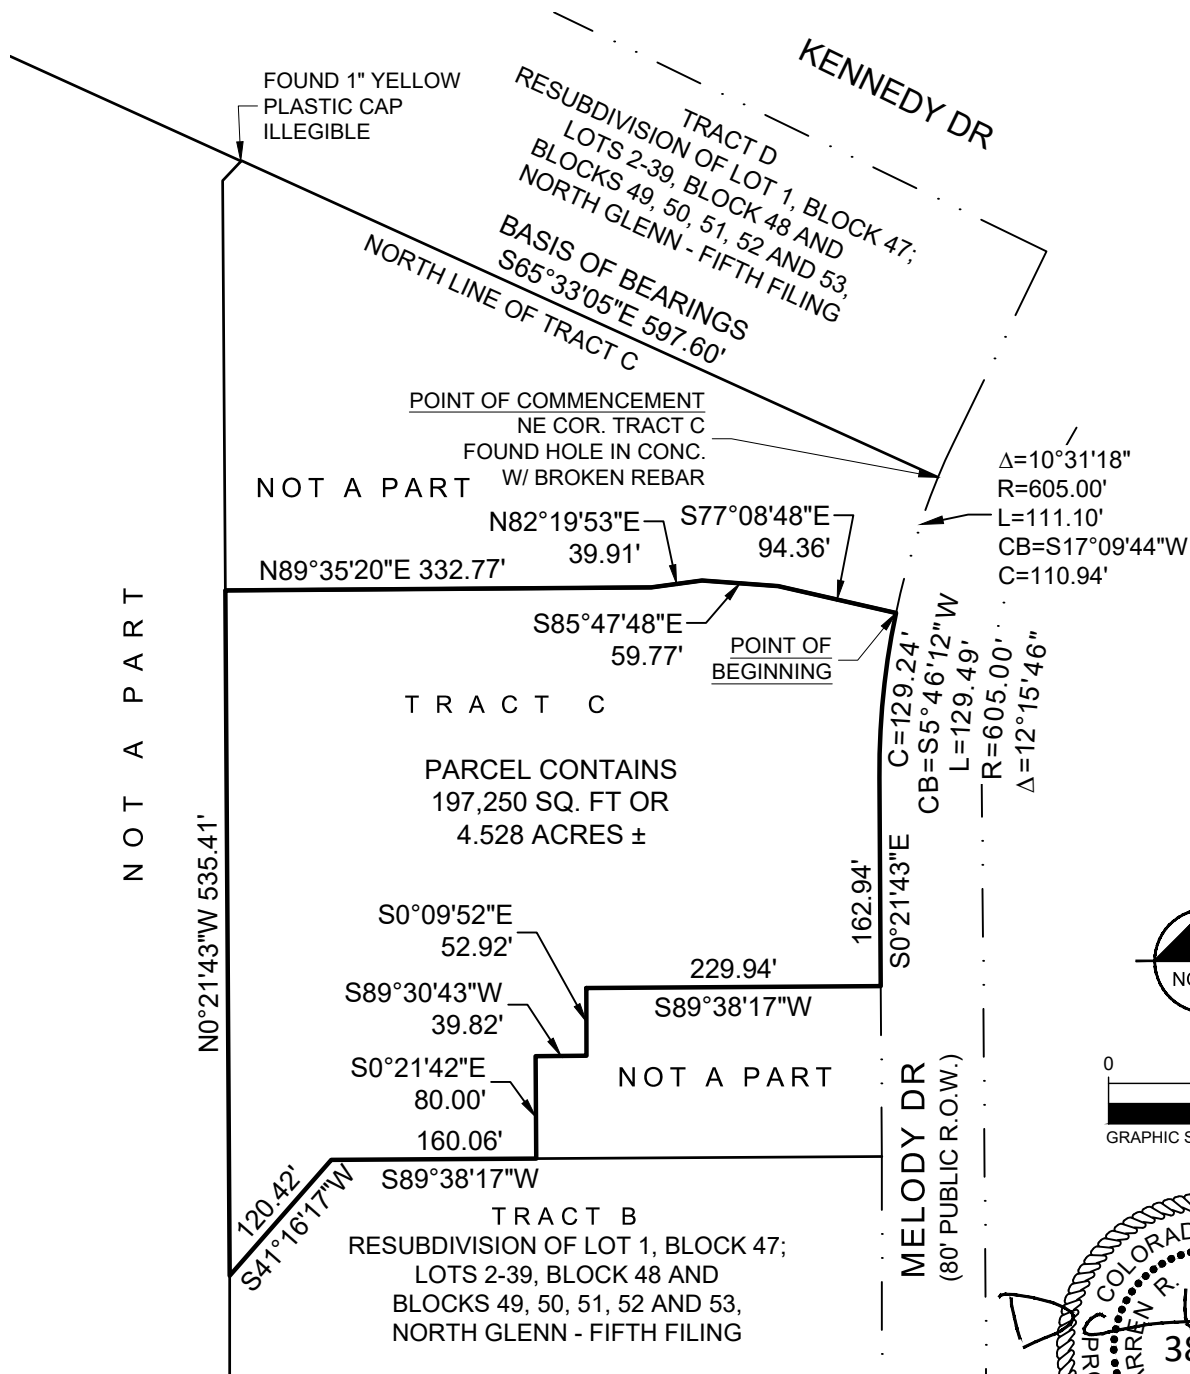 KENNEDY DR
FOUND 1" YELLOW
PLASTIC CAP
ILLEGIBLE
TRACT D
RESUBDIVISION OF LOT 1, BLOCK 47;
LOTS 2-39, BLOCK 48 AND
BLOCKS 49, 50, 51, 52 AND 53,
NORTH GLENN - FIFTH FILING
BASIS OF BEARINGS
S65°33'05"E 597.60'
NORTH LINE OF TRACT C
POINT OF COMMENCEMENT
NE COR. TRACT C
FOUND HOLE IN CONC.
W/ BROKEN REBAR
Δ=10°31'18"
R=605.00'
L=111.10'
CB=S17°09'44"W
C=110.94'
NOT A PART
N82°19'53"E
39.91'
S77°08'48"E
94.36'
N89°35'20"E 332.77'
S85°47'48"E
59.77'
POINT OF
BEGINNING
C=129.24'
CB=S5°46'12"W
L=129.49'
R=605.00'
Δ=12°15'46"
NOT A PART
TRACT C
PARCEL CONTAINS
197,250 SQ. FT OR
4.528 ACRES ±
N0°21'43"W 535.41'
162.94'
S0°21'43"E
S0°09'52"E
52.92'
229.94'
S89°38'17"W
S89°30'43"W
39.82'
S0°21'42"E
80.00'
NOT A PART
160.06'
S89°38'17"W
120.42'
S41°16'17"W
MELODY DR
(80' PUBLIC R.O.W.)
TRACT B
RESUBDIVISION OF LOT 1, BLOCK 47;
LOTS 2-39, BLOCK 48 AND
BLOCKS 49, 50, 51, 52 AND 53,
NORTH GLENN - FIFTH FILING
0
GRAPHIC S
COLORAD
RREN R.
PRO
38